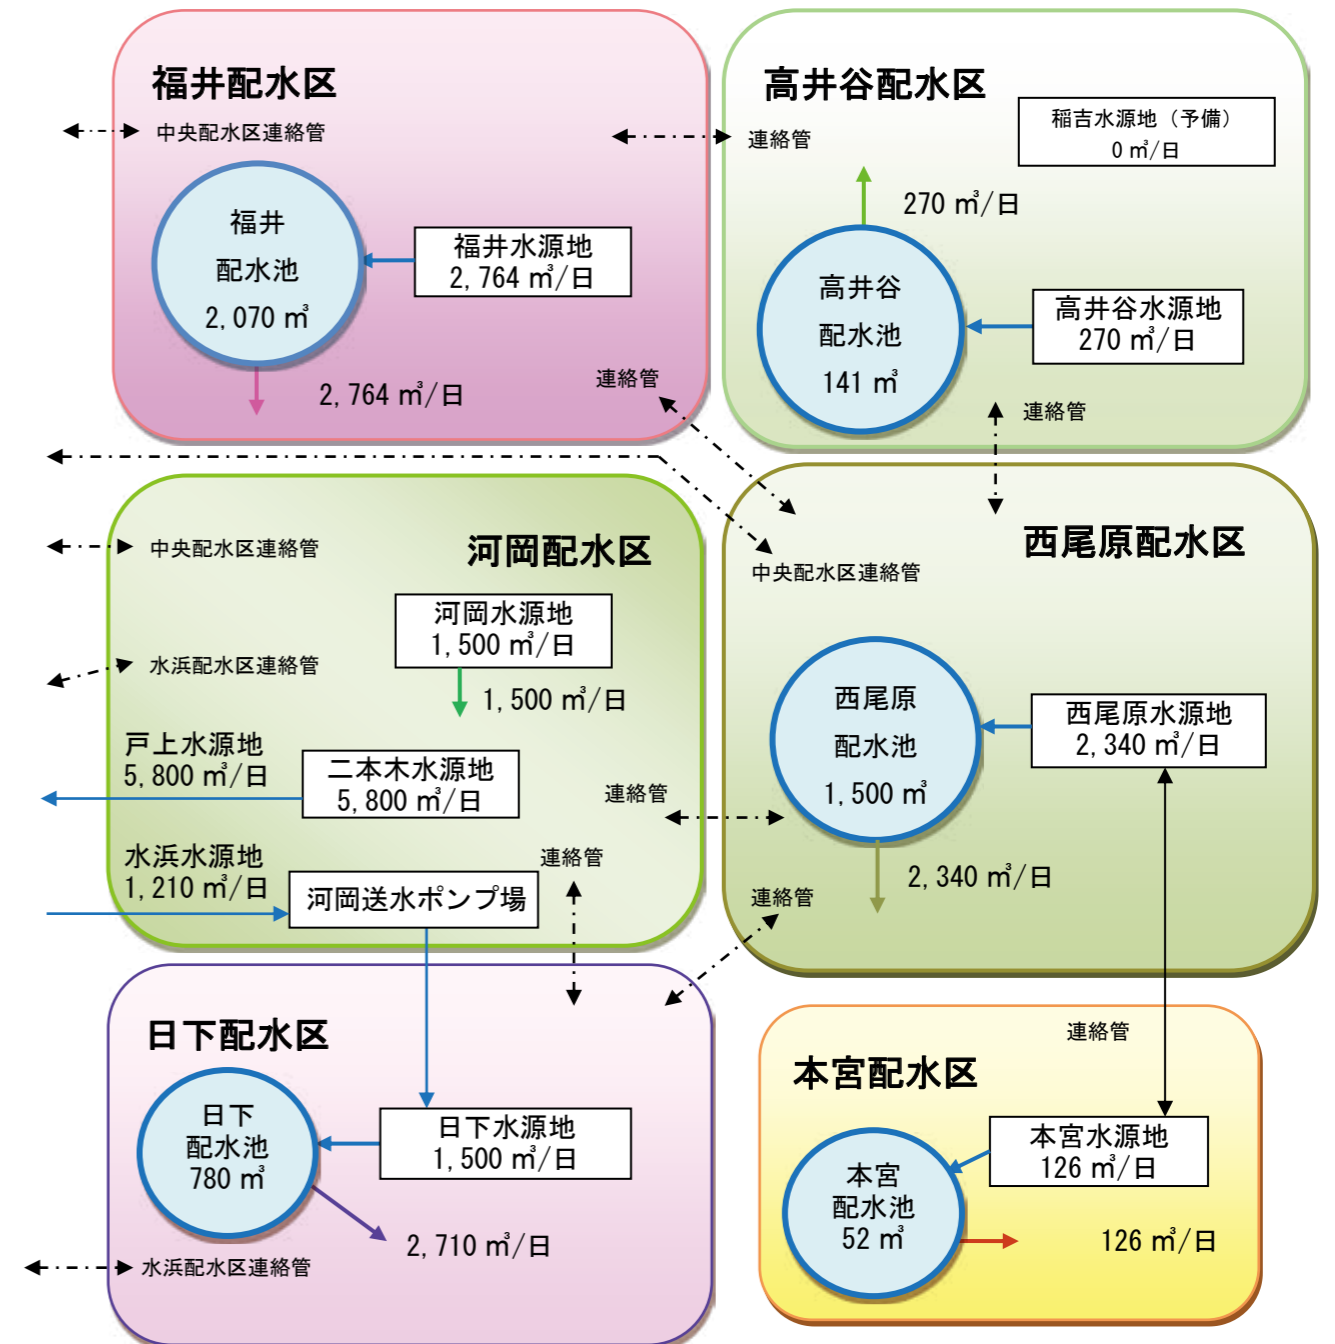 福井配水区
中央配水区連絡管
福井
配水池
2,070 ㎥
福井水源地
2,764 ㎥/日
2,764 ㎥/日
連絡管
高井谷配水区
連絡管
稲吉水源地（予備）
0 ㎥/日
270 ㎥/日
高井谷
配水池
141 ㎥
高井谷水源地
270 ㎥/日
連絡管
河岡配水区
中央配水区連絡管
河岡水源地
1,500 ㎥/日
1,500 ㎥/日
水浜配水区連絡管
戸上水源地
5,800 ㎥/日
二本木水源地
5,800 ㎥/日
連絡管
水浜水源地
1,210 ㎥/日
河岡送水ポンプ場
連絡管
西尾原配水区
中央配水区連絡管
西尾原
配水池
1,500 ㎥
西尾原水源地
2,340 ㎥/日
2,340 ㎥/日
連絡管
日下配水区
日下
配水池
780 ㎥
日下水源地
1,500 ㎥/日
2,710 ㎥/日
水浜配水区連絡管
連絡管
本宮配水区
本宮
配水池
52 ㎥
本宮水源地
126 ㎥/日
126 ㎥/日